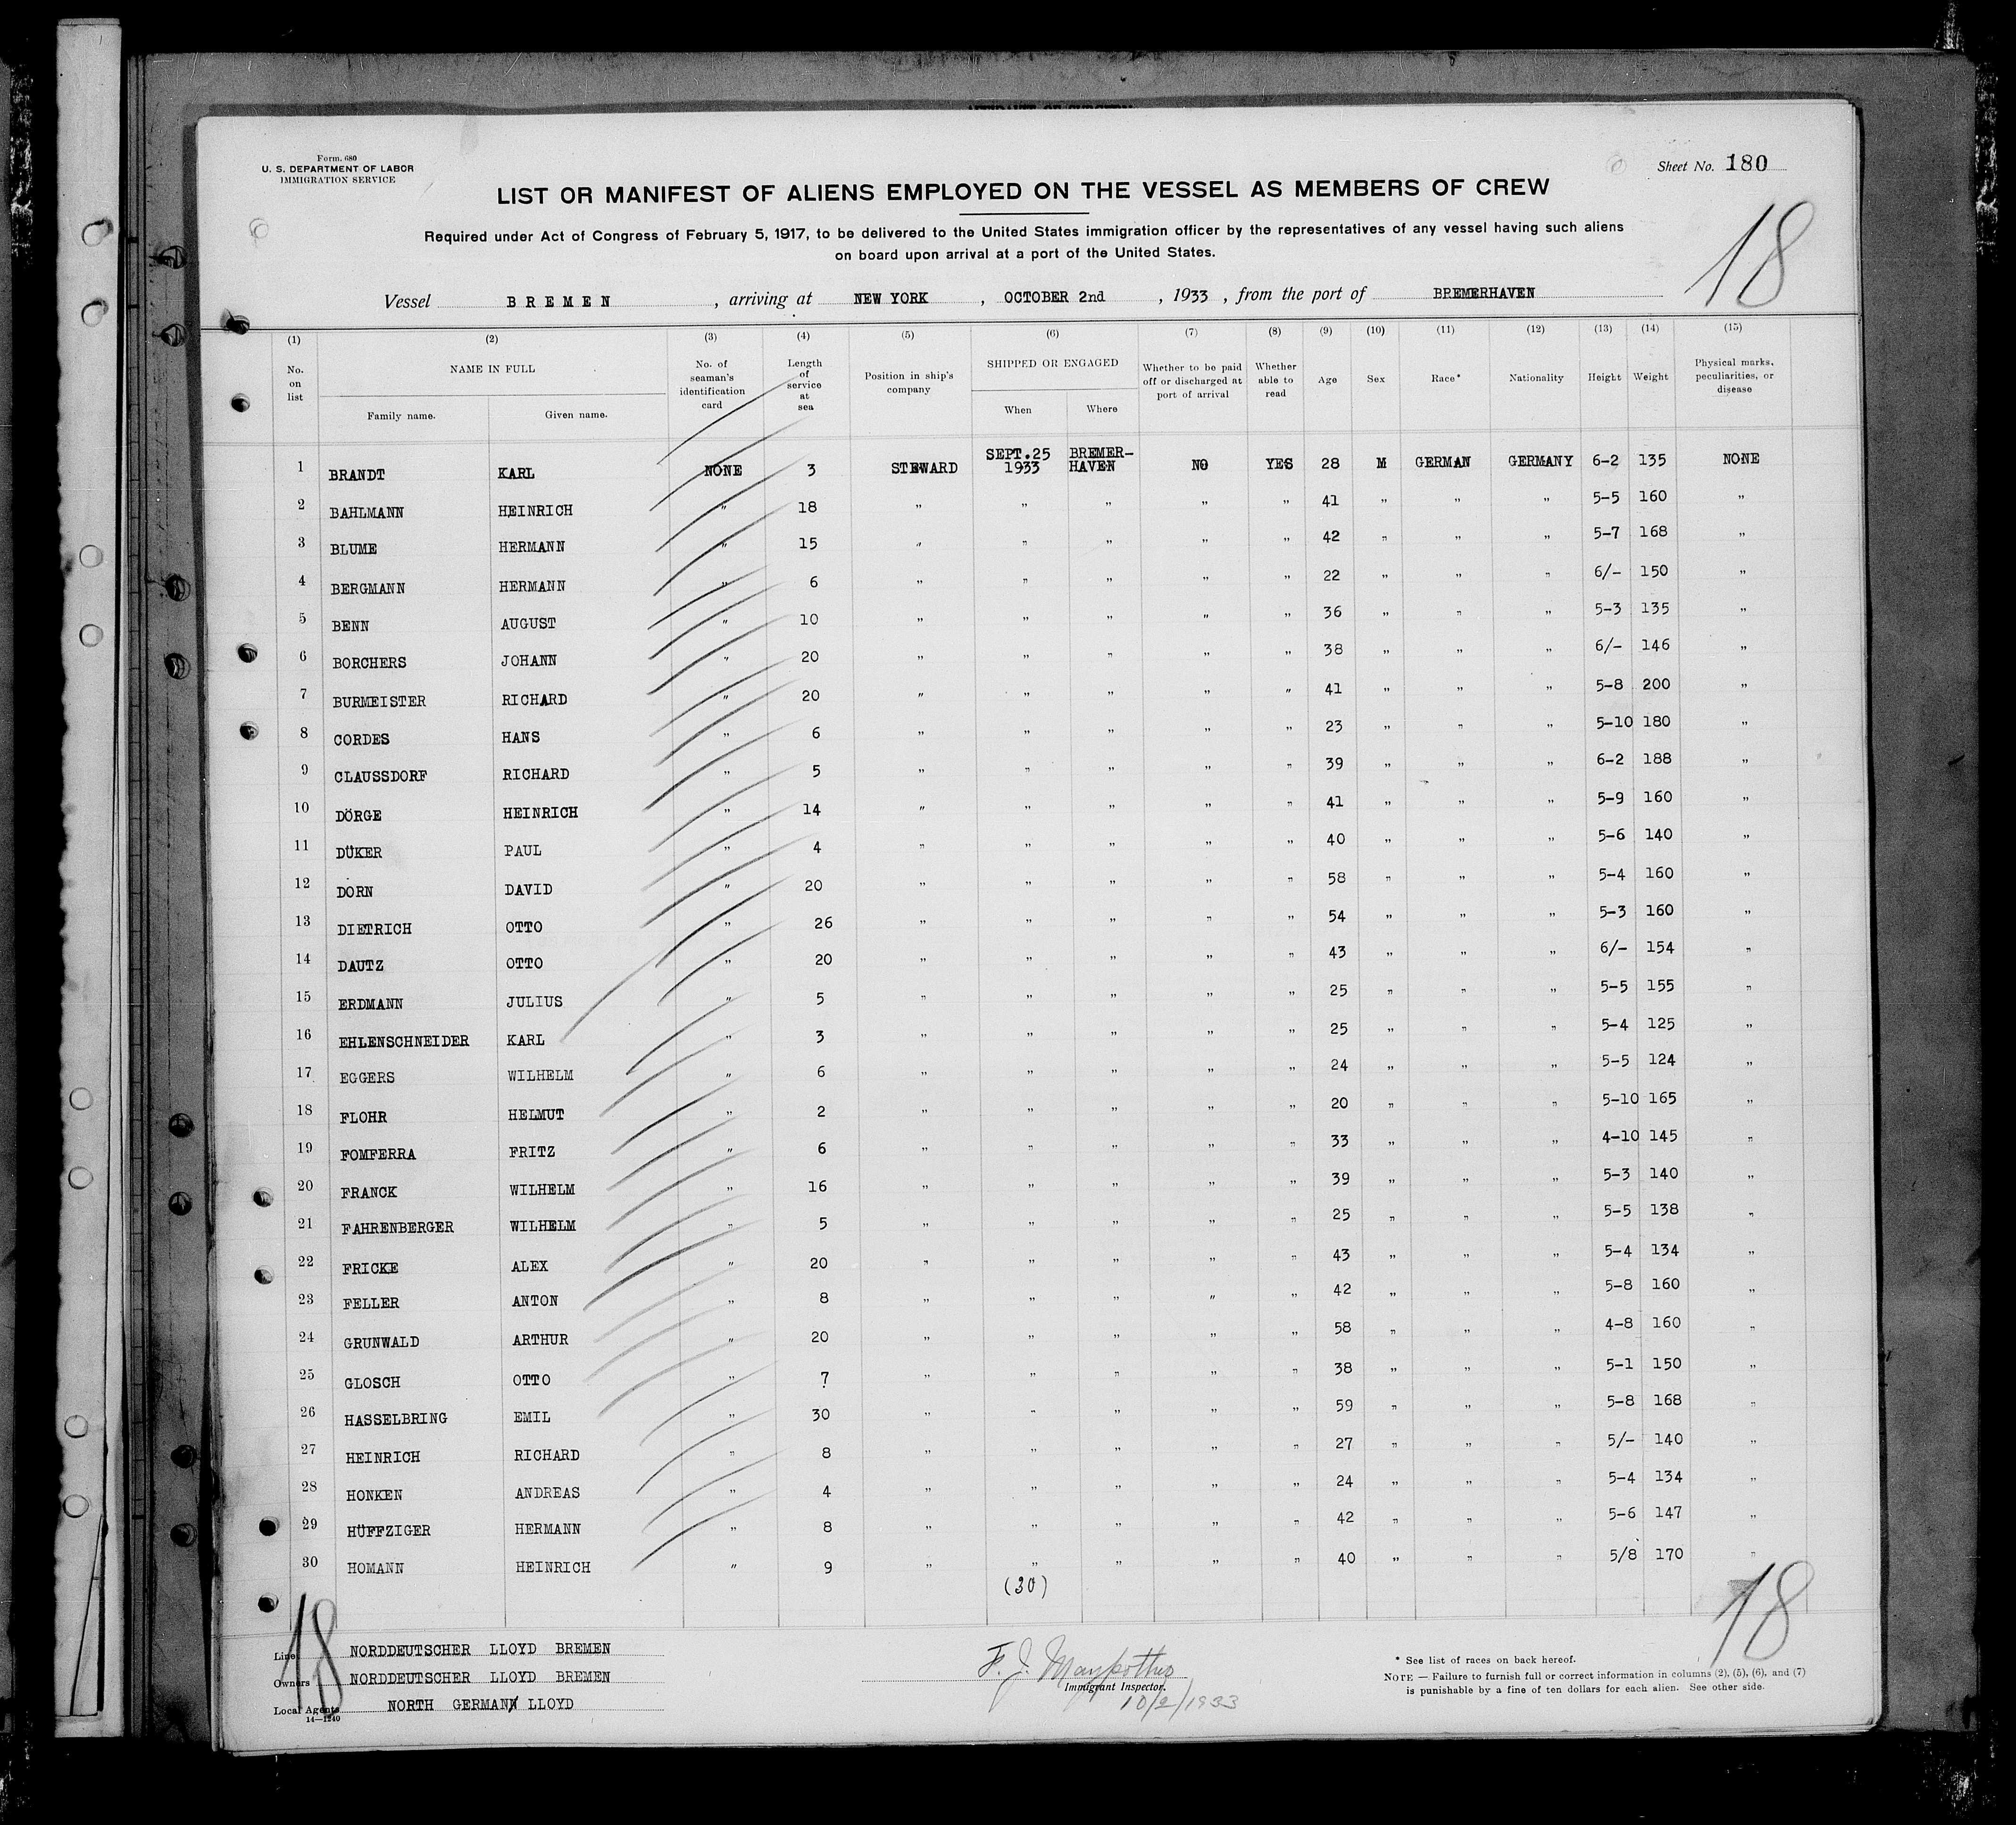 Form. 680
U. S. DEPARTMENT OF LABOR
IMMIGRATION SERVICE
Sheet No. 180
LIST OR MANIFEST OF ALIENS EMPLOYED ON THE VESSEL AS MEMBERS OF CREW
18
Required under Act of Congress of February 5, 1917, to be delivered to the United States immigration officer by the representatives of any vessel having such aliens
on board upon arrival at a port of the United States.
Vessel BREMEN, arriving at NEW YORK, OCTOBER 2nd, 1933, from the port of BREMERHAVEN
(1) (2) (3) (4) (5) (6) (7) (8) (9) (10) (11) (12) (13) (14) (15)
No. on list NAME IN FULL Family name. Given name. No. of seaman's identification card Length of service at sea Position in ship's company SHIPPED OR ENGAGED When Where Whether to be paid off or discharged at port of arrival Whether able to read Age Sex Race* Nationality Height Weight Physical marks, peculiarities, or disease
1 BRANDT KARL NONE 3 STEWARD SEPT.25 1933 BREMER-HAVEN NO YES 28 M GERMAN GERMANY 6-2 135 NONE
2 BAHLMANN HEINRICH " 18 " " " " " 41 " " " 5-5 160 "
3 BLUME HERMANN " 15 " " " " " 42 " " " 5-7 168 "
4 BERGMANN HERMANN " 6 " " " " " 22 " " " 6/- 150 "
5 BENN AUGUST " 10 " " " " " 36 " " " 5-3 135 "
6 BORCHERS JOHANN " 20 " " " " " 38 " " " 6/- 146 "
7 BURMEISTER RICHARD " 20 " " " " " 41 " " " 5-8 200 "
8 CORDES HANS " 6 " " " " " 23 " " " 5-10 180 "
9 CLAUSSDORF RICHARD " 5 " " " " " 39 " " " 6-2 188 "
10 DÖRGE HEINRICH " 14 " " " " " 41 " " " 5-9 160 "
11 DÜKER PAUL " 4 " " " " " 40 " " " 5-6 140 "
12 DORN DAVID " 20 " " " " " 58 " " " 5-4 160 "
13 DIETRICH OTTO " 26 " " " " " 54 " " " 5-3 160 "
14 DAUTZ OTTO " 20 " " " " " 43 " " " 6/- 154 "
15 ERDMANN JULIUS " 5 " " " " " 25 " " " 5-5 155 "
16 EHLENSCHNEIDER KARL " 3 " " " " " 25 " " " 5-4 125 "
17 EGGERS WILHELM " 6 " " " " " 24 " " " 5-5 124 "
18 FLOHR HELMUT " 2 " " " " " 20 " " " 5-10 165 "
19 FOMFERRA FRITZ " 6 " " " " " 33 " " " 4-10 145 "
20 FRANCK WILHELM " 16 " " " " " 39 " " " 5-3 140 "
21 FAHRENBERGER WILHELM " 5 " " " " " 25 " " " 5-5 138 "
22 FRICKE ALEX " 20 " " " " " 43 " " " 5-4 134 "
23 FELLER ANTON " 8 " " " " " 42 " " " 5-8 160 "
24 GRUNWALD ARTHUR " 20 " " " " " 58 " " " 4-8 160 "
25 GLOSCH OTTO " 7 " " " " " 38 " " " 5-1 150 "
26 HASSELBRING EMIL " 30 " " " " " 59 " " " 5-8 168 "
27 HEINRICH RICHARD " 8 " " " " " 27 " " " 5/- 140 "
28 HONKEN ANDREAS " 4 " " " " " 24 " " " 5-4 134 "
29 HÜFFZIGER HERMANN " 8 " " " " " 42 " " " 5-6 147 "
30 HOMANN HEINRICH " 9 " " " " " 40 " " " 5/8 170 "
(30)
18
18
Line NORDDEUTSCHER LLOYD BREMEN
Owners NORDDEUTSCHER LLOYD BREMEN
Local Agents NORTH GERMAN LLOYD
14—1240
F. J.
Immigrant Inspector.
10/2/1933
* See list of races on back hereof.
NOTE — Failure to furnish full or correct information in columns (2), (5), (6), and (7)
is punishable by a fine of ten dollars for each alien. See other side.